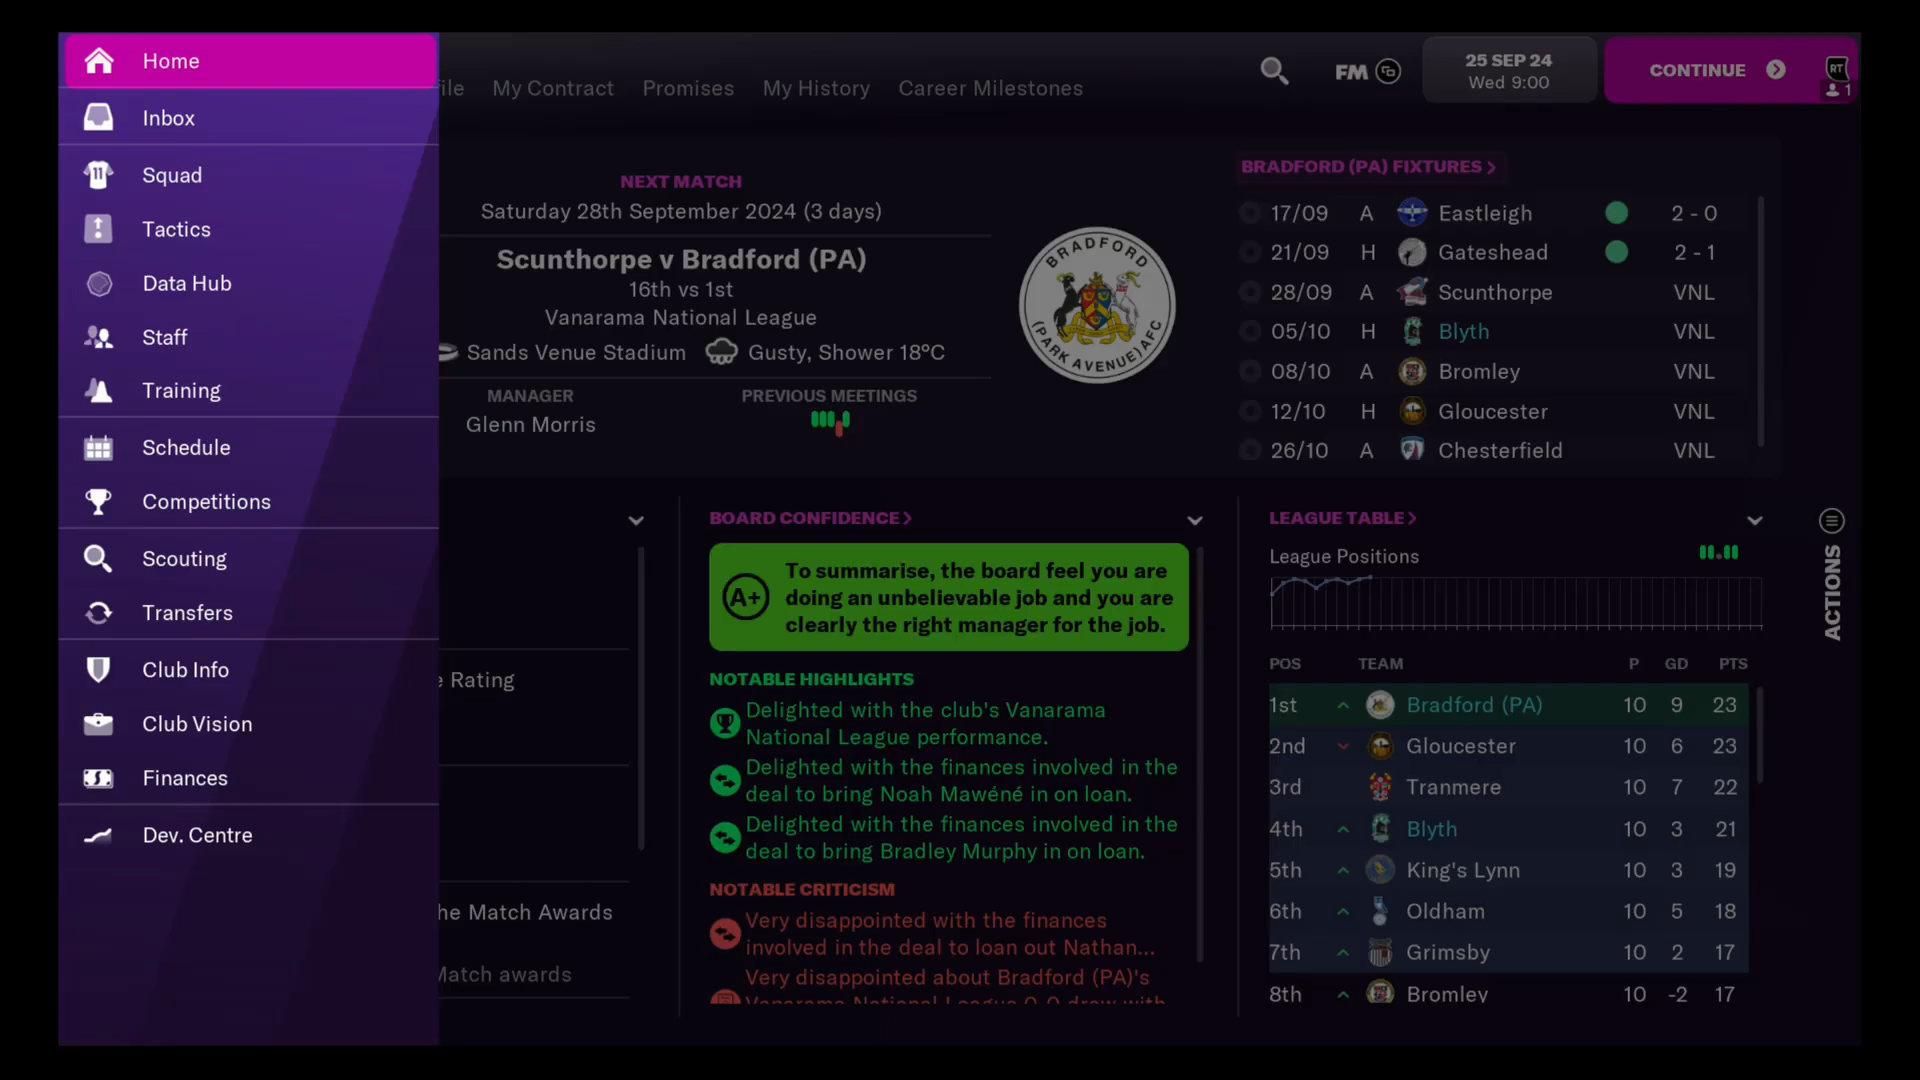 Home
Inbox
Squad
Tactics
Data Hub
Staff
Training
Schedule
Competitions
Scouting
Transfers
Club Info
Club Vision
Finances
Dev. Centre
ile My Contract Promises My History Career Milestones
FM
25 SEP 24
Wed 9:00
CONTINUE
RT
1
NEXT MATCH
Saturday 28th September 2024 (3 days)
Scunthorpe v Bradford (PA)
16th vs 1st
Vanarama National League
Sands Venue Stadium Gusty, Shower 18°C
MANAGER
Glenn Morris
PREVIOUS MEETINGS
BRADFORD
(PARK AVENUE) AFC
BRADFORD (PA) FIXTURES >
17/09 A Eastleigh 2 - 0
21/09 H Gateshead 2 - 1
28/09 A Scunthorpe VNL
05/10 H Blyth VNL
08/10 A Bromley VNL
12/10 H Gloucester VNL
26/10 A Chesterfield VNL
e Rating
he Match Awards
Match awards
BOARD CONFIDENCE >
A+
To summarise, the board feel you are
doing an unbelievable job and you are
clearly the right manager for the job.
NOTABLE HIGHLIGHTS
Delighted with the club's Vanarama
National League performance.
Delighted with the finances involved in the
deal to bring Noah Mawéné in on loan.
Delighted with the finances involved in the
deal to bring Bradley Murphy in on loan.
NOTABLE CRITICISM
Very disappointed with the finances
involved in the deal to loan out Nathan...
Very disappointed about Bradford (PA)'s
Vanarama National League 0-0 draw with
LEAGUE TABLE >
League Positions
POS TEAM P GD PTS
1st Bradford (PA) 10 9 23
2nd Gloucester 10 6 23
3rd Tranmere 10 7 22
4th Blyth 10 3 21
5th King's Lynn 10 3 19
6th Oldham 10 5 18
7th Grimsby 10 2 17
8th Bromley 10 -2 17
ACTIONS